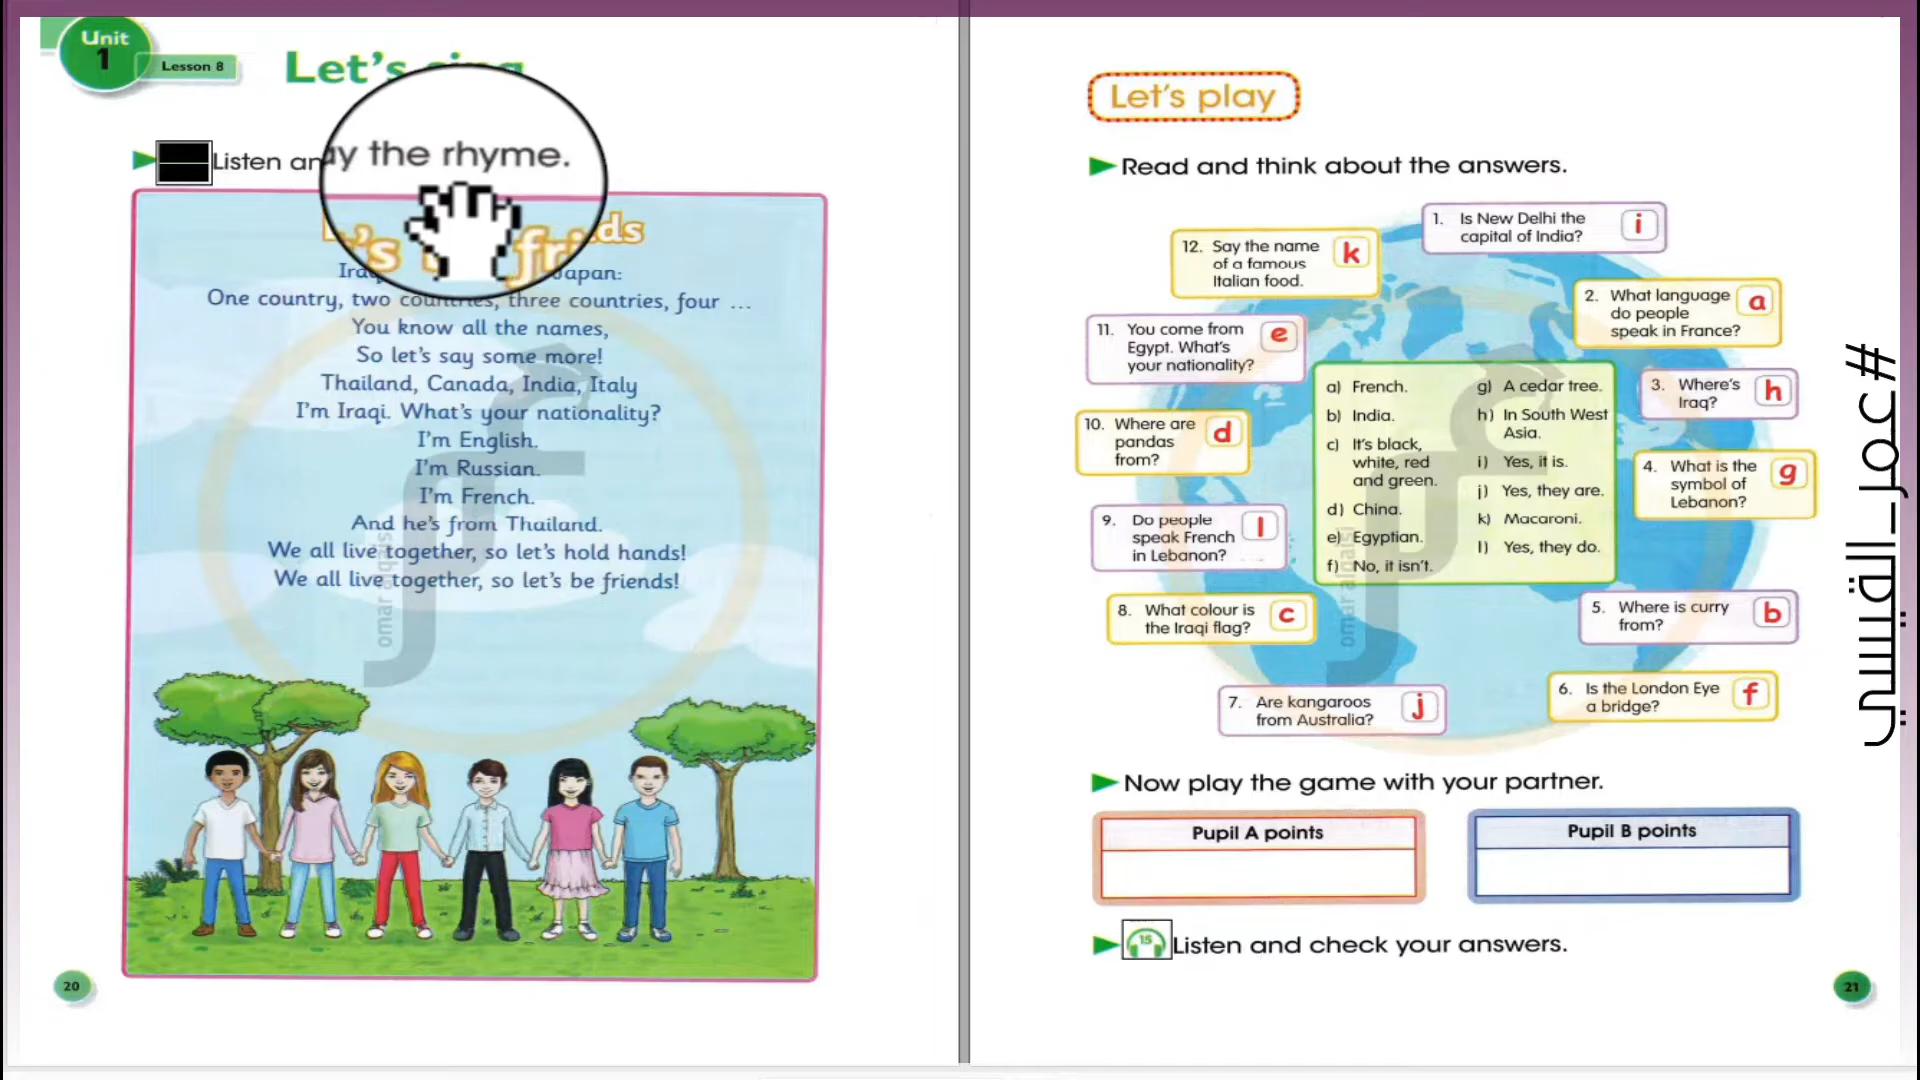 Unit
1
Lesson 8
Let's sing
Listen an
ay the rhyme.
Japan:
One country, two countries, three countries, four ...
You know all the names,
So let's say some more!
Thailand, Canada, India, Italy
I'm Iraqi. What's your nationality?
I'm English.
I'm Russian.
I'm French.
And he's from Thailand.
We all live together, so let's hold hands!
We all live together, so let's be friends!
omar alqaisi
20
Let's play
Read and think about the answers.
1. Is New Delhi the
capital of India?
i
2. What language
do people
speak in France?
a
3. Where's
Iraq?
h
4. What is the
symbol of
Lebanon?
g
5. Where is curry
from?
b
6. Is the London Eye
a bridge?
f
7. Are kangaroos
from Australia?
j
8. What colour is
the Iraqi flag?
c
9. Do people
speak French
in Lebanon?
l
10. Where are
pandas
from?
d
11. You come from
Egypt. What's
your nationality?
e
12. Say the name
of a famous
Italian food.
k
a) French.
b) India.
c) It's black,
white, red
and green.
d) China.
e) Egyptian.
f) No, it isn't.
g) A cedar tree.
h) In South West
Asia.
i) Yes, it is.
j) Yes, they are.
k) Macaroni.
l) Yes, they do.
omar alqaisi
Now play the game with your partner.
Pupil A points
Pupil B points
15
Listen and check your answers.
21
#عمر_القيسي